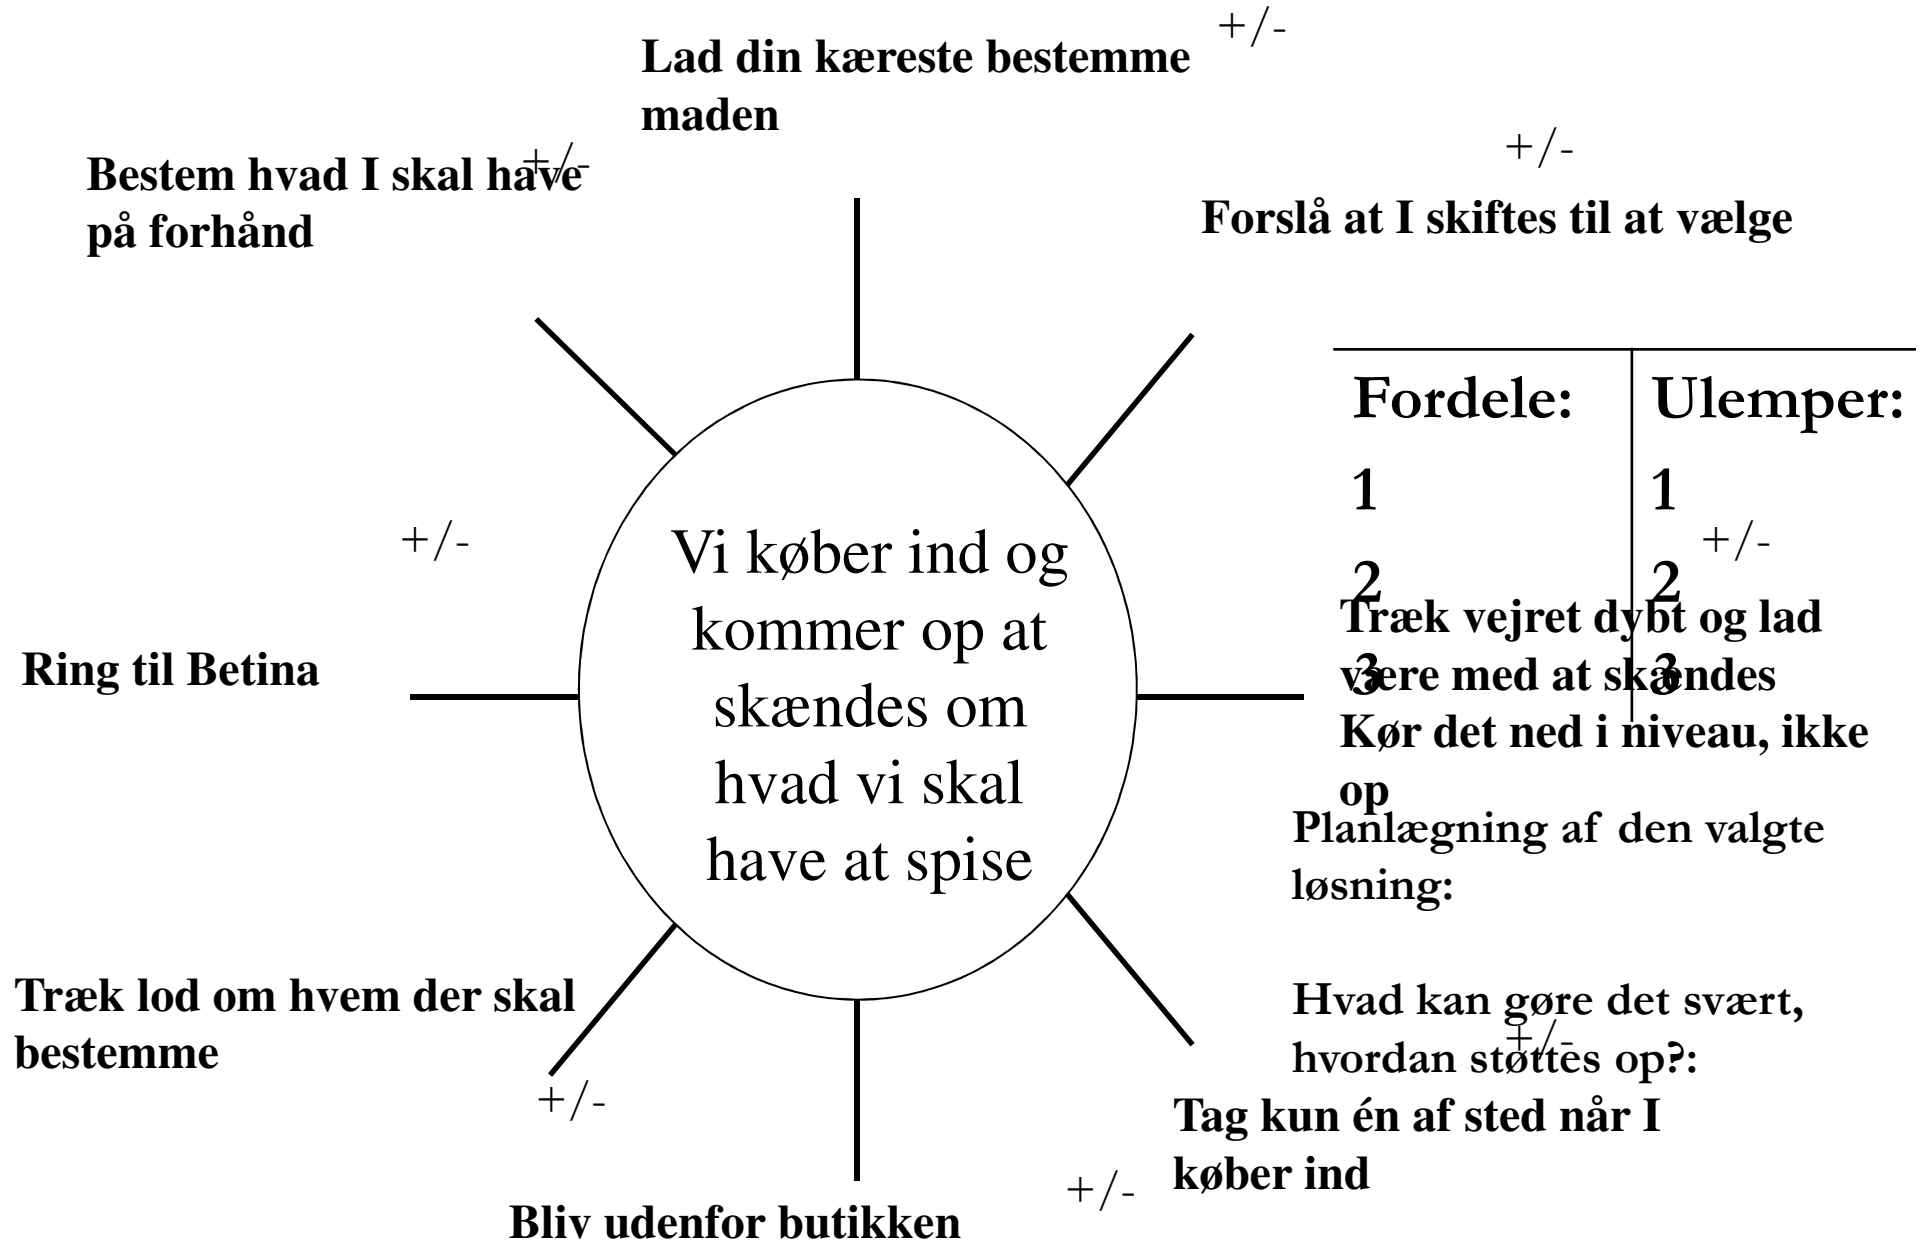 +/-
Lad din kæreste bestemme
maden
+/-
Bestem hvad I skal have
på forhånd
+/-
Forslå at I skiftes til at vælge
Fordele:
1
2
3
Ulemper:
1
2
3
+/-
Træk vejret dybt og lad
være med at skændes
Kør det ned i niveau, ikke
op
Vi køber ind og
kommer op at
skændes om
hvad vi skal
have at spise
+/-
Ring til Betina
Planlægning af den valgte
løsning:
Hvad kan gøre det svært,
hvordan støttes op?:
+/-
Tag kun én af sted når I
køber ind
Træk lod om hvem der skal
bestemme
+/-
+/-
Bliv udenfor butikken